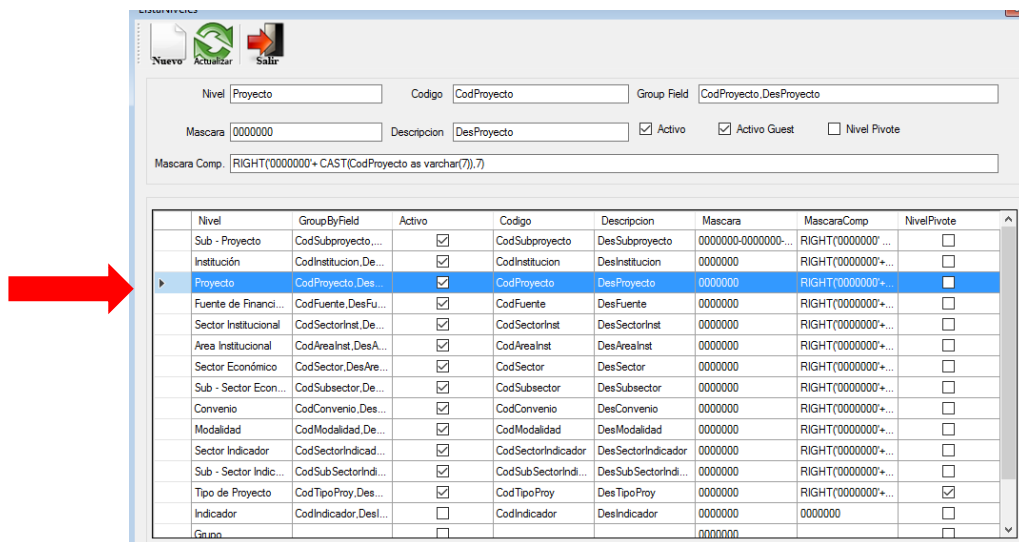 ListaNiveles
Nuevo Actualizar Salir
Nivel Proyecto Codigo CodProyecto Group Field CodProyecto,DesProyecto
Mascara 0000000 Descripcion DesProyecto Activo Activo Guest Nivel Pivote
Mascara Comp. RIGHT('0000000'+ CAST(CodProyecto as varchar(7)),7)
Nivel GroupByField Activo Codigo Descripcion Mascara MascaraComp NivelPivote
Sub - Proyecto CodSubproyecto,... CodSubproyecto DesSubproyecto 0000000-0000000-... RIGHT('0000000' ...
Institución CodInstitucion,De... CodInstitucion DesInstitucion 0000000 RIGHT('0000000'+...
Proyecto CodProyecto,Des... CodProyecto DesProyecto 0000000 RIGHT('0000000'+...
Fuente de Financi... CodFuente,DesFu... CodFuente DesFuente 0000000 RIGHT('0000000'+...
Sector Institucional CodSectorInst,De... CodSectorInst DesSectorInst 0000000 RIGHT('0000000'+...
Area Institucional CodAreaInst,DesA... CodAreaInst DesAreaInst 0000000 RIGHT('0000000'+...
Sector Económico CodSector,DesAre... CodSector DesSector 0000000 RIGHT('0000000'+...
Sub - Sector Econ... CodSubsector,De... CodSubsector DesSubsector 0000000 RIGHT('0000000'+...
Convenio CodConvenio,Des... CodConvenio DesConvenio 0000000 RIGHT('0000000'+...
Modalidad CodModalidad,De... CodModalidad DesModalidad 0000000 RIGHT('0000000'+...
Sector Indicador CodSectorIndicad... CodSectorIndicador DesSectorIndicador 0000000 RIGHT('0000000'+...
Sub - Sector Indic... CodSubSectorIndi... CodSubSectorIndi... DesSubSectorIndi... 0000000 RIGHT('0000000'+...
Tipo de Proyecto CodTipoProy,Des... CodTipoProy DesTipoProy 0000000 RIGHT('0000000'+...
Indicador CodIndicador,DesI... CodIndicador DesIndicador 0000000 0000000
Grupo 0000000